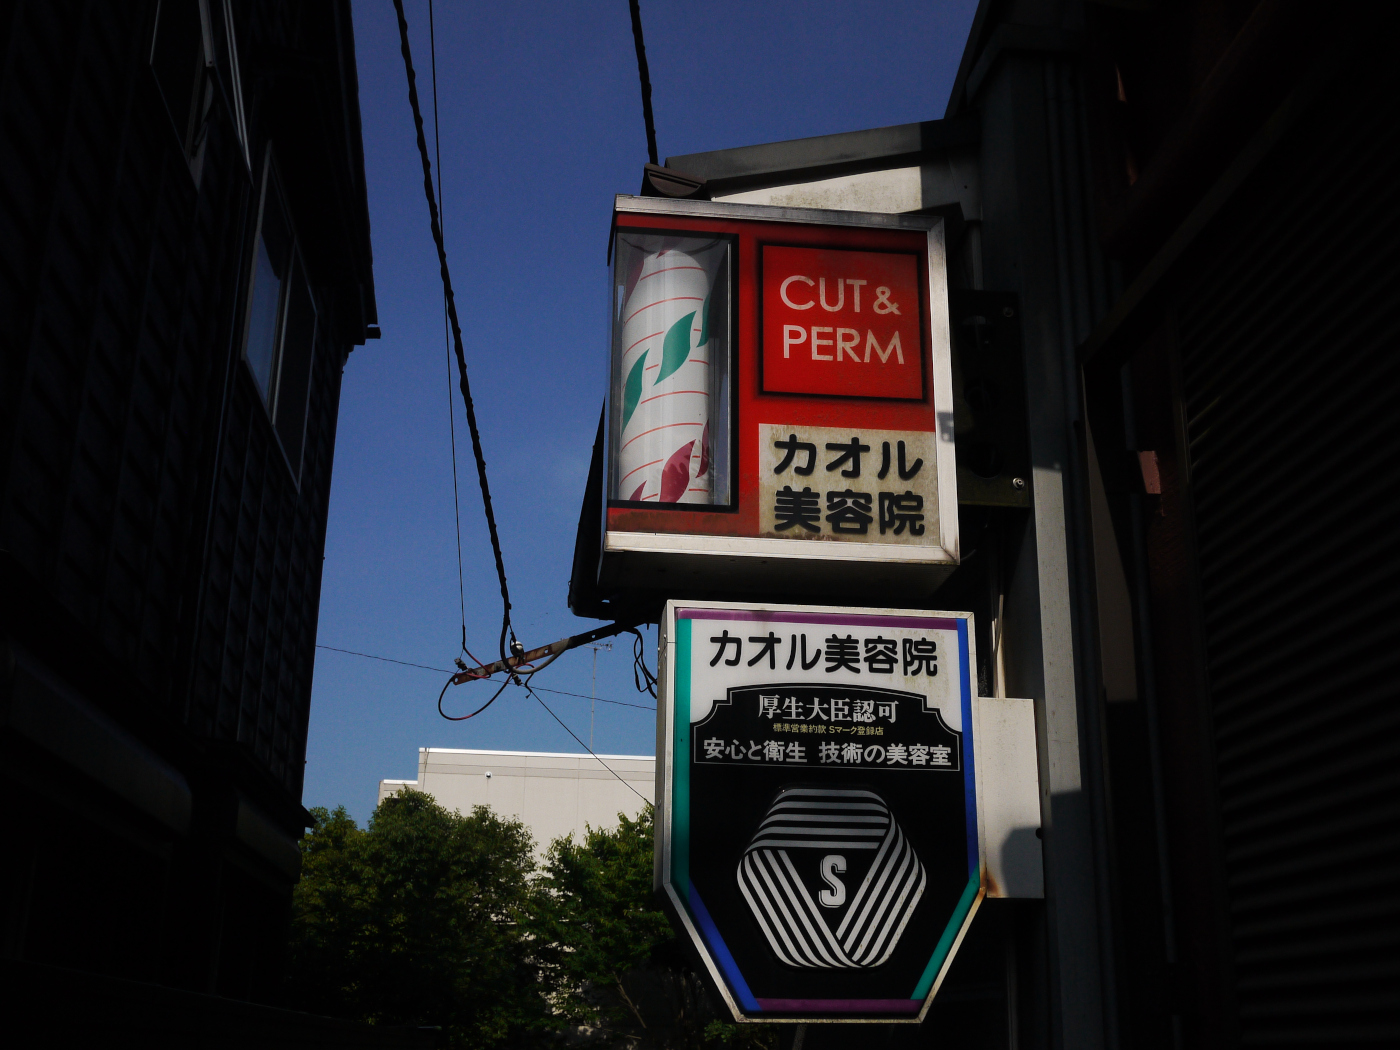 CUT &
PERM
カオル
美容院
カオル美容院
厚生大臣認可
標準営業約款 Sマーク登録店
安心と衛生 技術の美容室
S